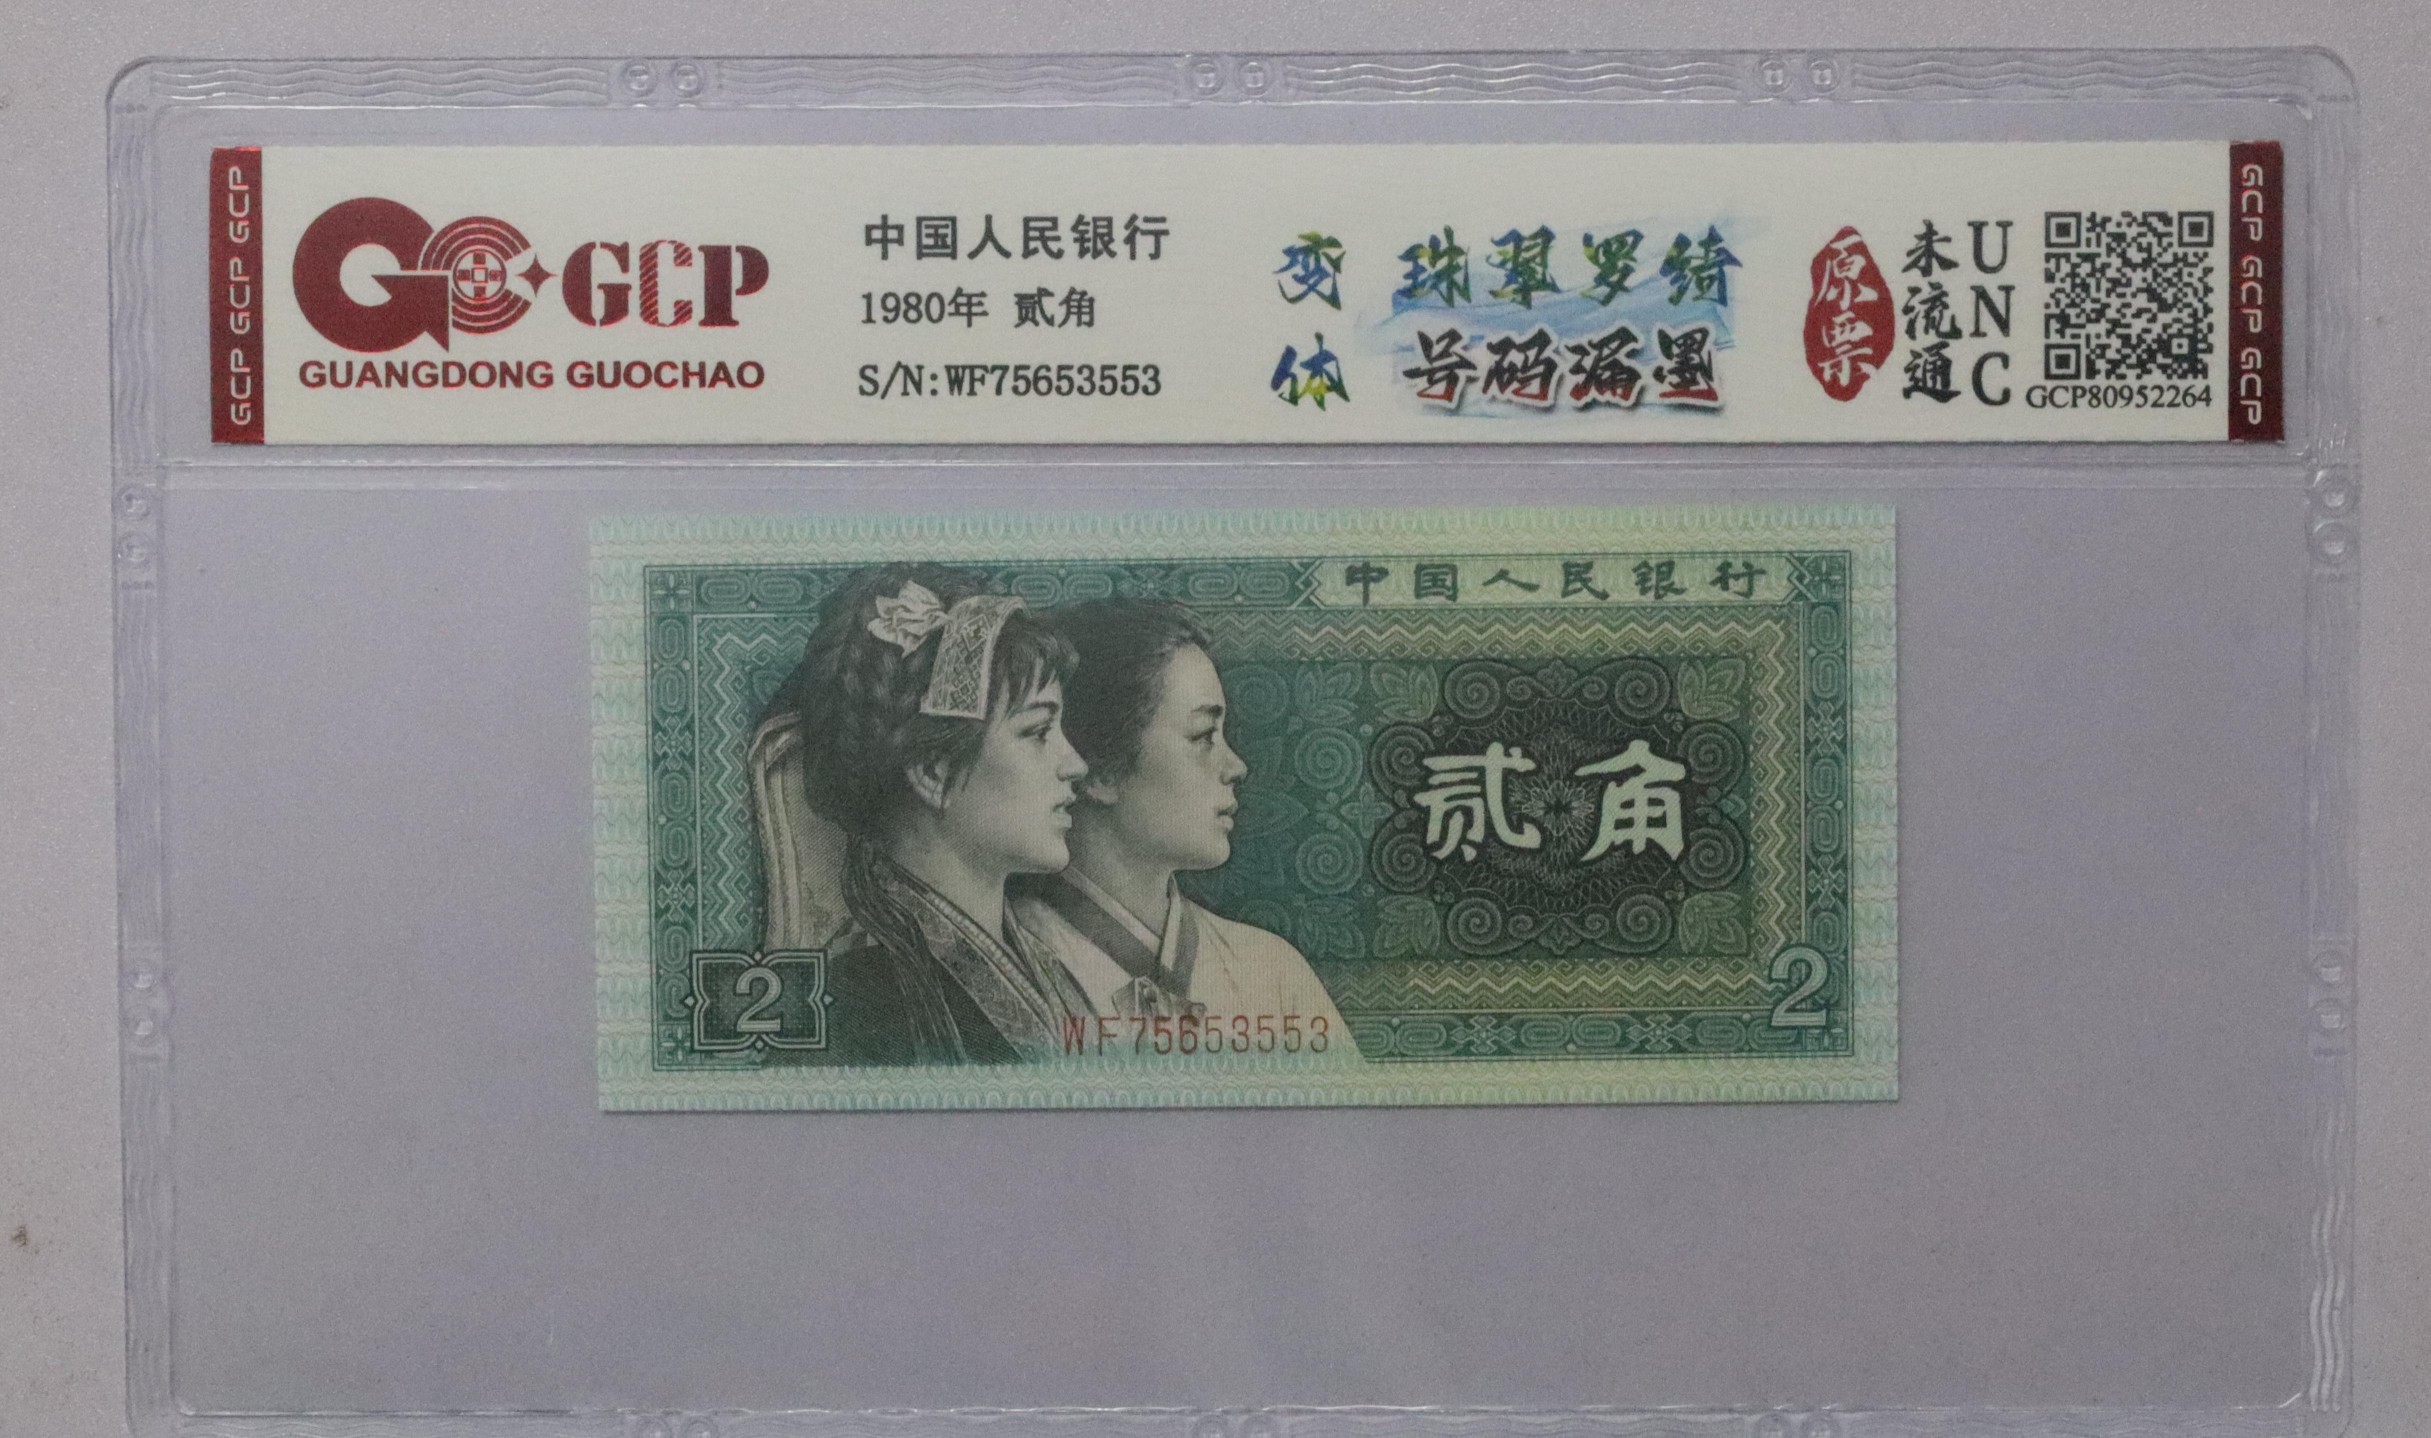 GCP GCP GCP
GCP
GUANGDONG GUOCHAO
中国人民银行
1980年 贰角
S/N:WF75653553
变体
珠翠罗绮
号码漏墨
原票
未流通
UNC
GCP80952264
GCP GCP GCP
中国人民银行
贰角
2
2
WF75653553